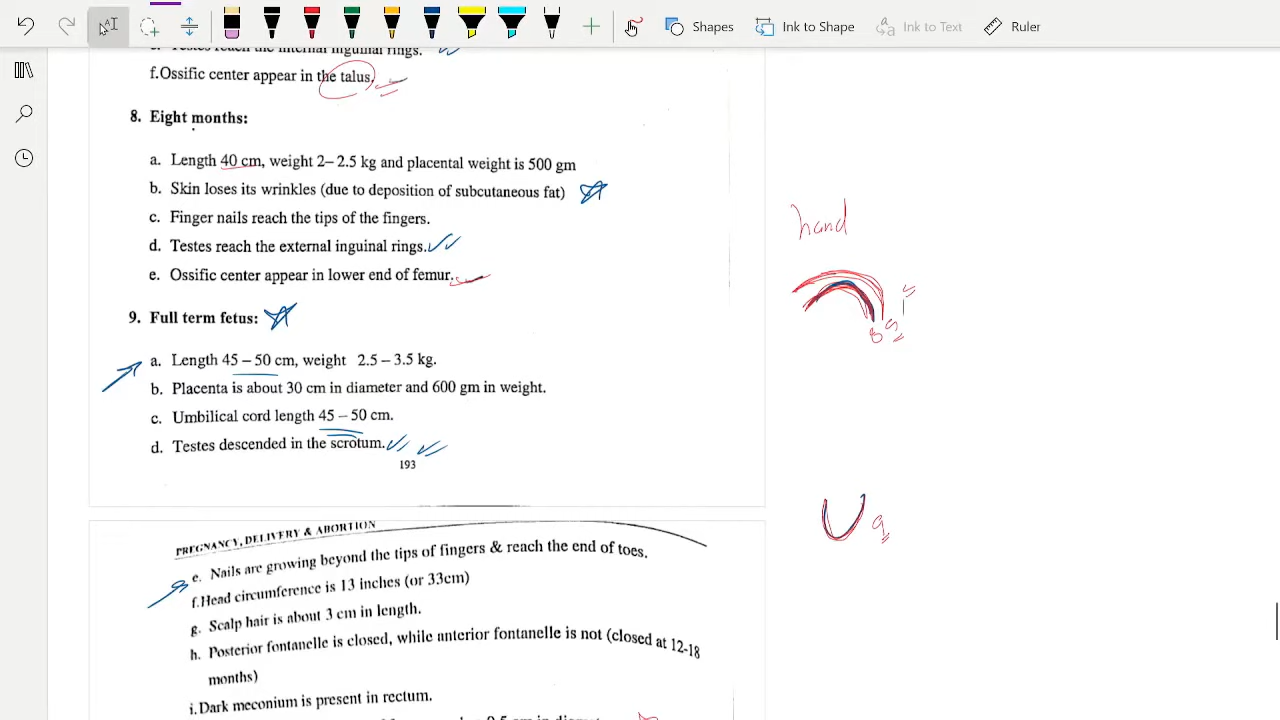 Shapes Ink to Shape Ink to Text Ruler
Testes reach the internal inguinal rings.
f.Ossific center appear in the talus.
8. Eight months:
a. Length 40 cm, weight 2– 2.5 kg and placental weight is 500 gm
b. Skin loses its wrinkles (due to deposition of subcutaneous fat)
hand
c. Finger nails reach the tips of the fingers.
d. Testes reach the external inguinal rings.
e. Ossific center appear in lower end of femur.
8 9
9. Full term fetus:
a. Length 45 – 50 cm, weight 2.5 – 3.5 kg.
b. Placenta is about 30 cm in diameter and 600 gm in weight.
c. Umbilical cord length 45 – 50 cm.
d. Testes descended in the scrotum.
193
9
PREGNANCY, DELIVERY & ABORTION
e. Nails are growing beyond the tips of fingers & reach the end of toes.
f.Head circumference is 13 inches (or 33cm)
g. Scalp hair is about 3 cm in length.
h. Posterior fontanelle is closed, while anterior fontanelle is not (closed at 12-18
months)
i. Dark meconium is present in rectum.